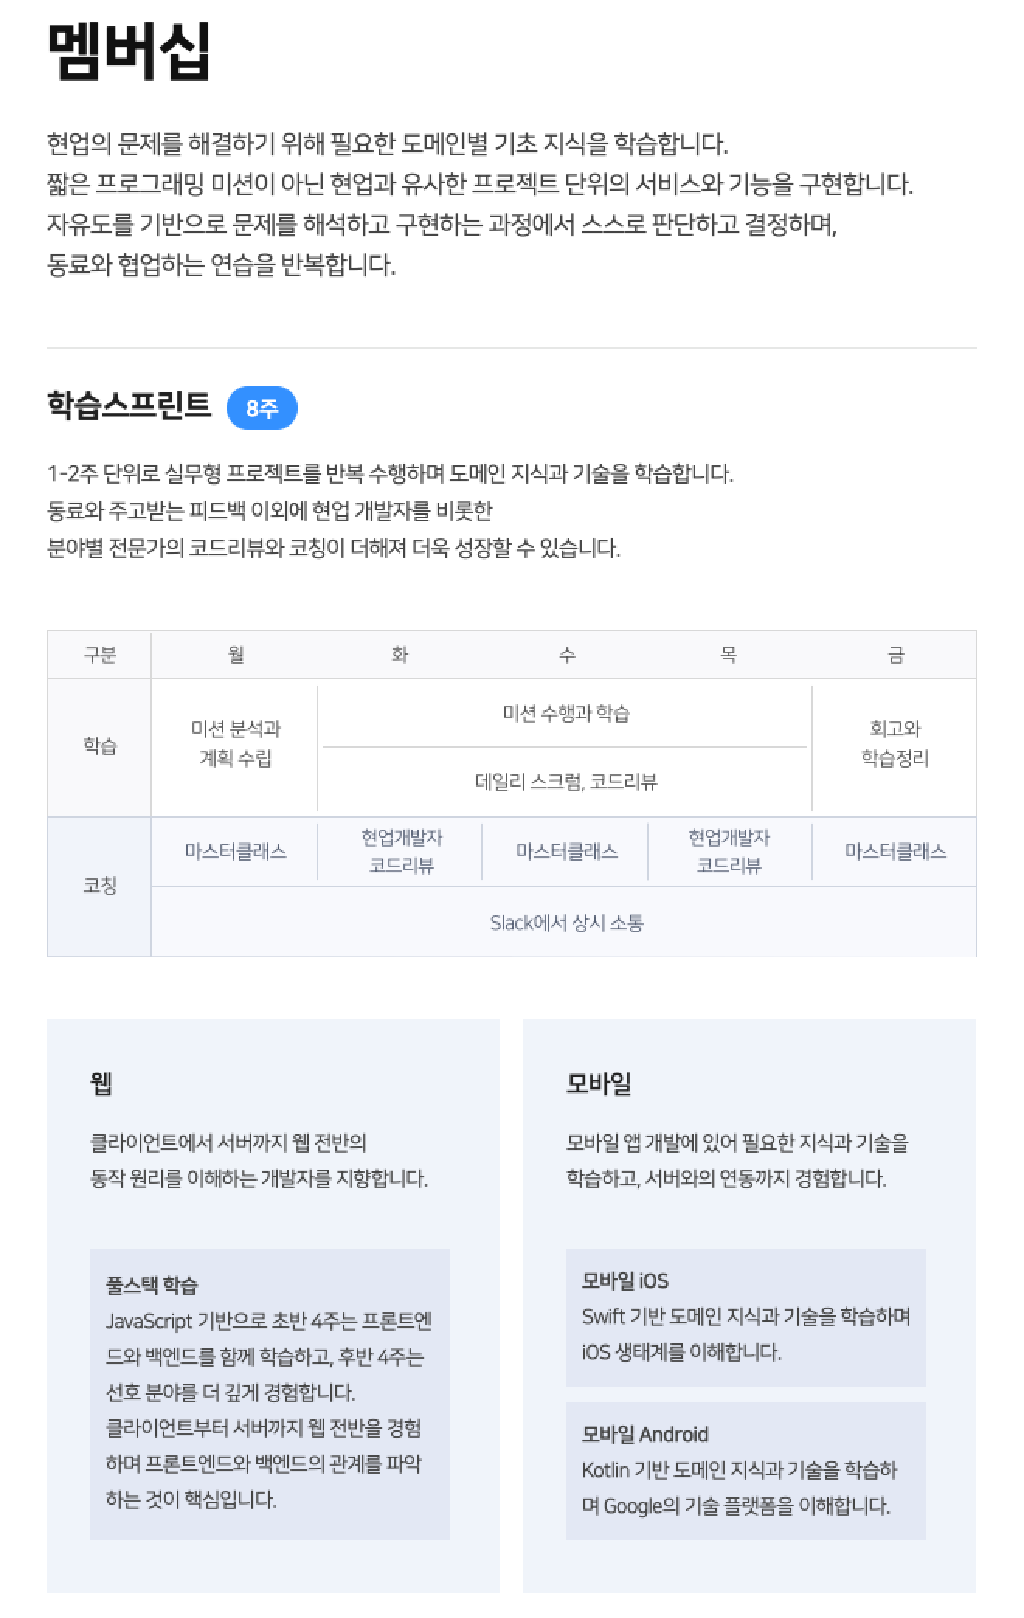 멤버십
현업의 문제를 해결하기 위해 필요한 도메인별 기초 지식을 학습합니다.
짧은 프로그래밍 미션이 아닌 현업과 유사한 프로젝트 단위의 서비스와 기능을 구현합니다.
자유도를 기반으로 문제를 해석하고 구현하는 과정에서 스스로 판단하고 결정하며,
동료와 협업하는 연습을 반복합니다.
학습스프린트 8주
1-2주 단위로 실무형 프로젝트를 반복 수행하며 도메인 지식과 기술을 학습합니다.
동료와 주고받는 피드백 이외에 현업 개발자를 비롯한
분야별 전문가의 코드리뷰와 코칭이 더해져 더욱 성장할 수 있습니다.
구분 월 화 수 목 금
학습
미션 분석과
계획 수립
미션 수행과 학습
데일리 스크럼, 코드리뷰
회고와
학습정리
코칭
마스터클래스
현업개발자
코드리뷰
마스터클래스
현업개발자
코드리뷰
마스터클래스
Slack에서 상시 소통
웹
클라이언트에서 서버까지 웹 전반의
동작 원리를 이해하는 개발자를 지향합니다.
풀스택 학습
JavaScript 기반으로 초반 4주는 프론트엔
드와 백엔드를 함께 학습하고, 후반 4주는
선호 분야를 더 깊게 경험합니다.
클라이언트부터 서버까지 웹 전반을 경험
하며 프론트엔드와 백엔드의 관계를 파악
하는 것이 핵심입니다.
모바일
모바일 앱 개발에 있어 필요한 지식과 기술을
학습하고, 서버와의 연동까지 경험합니다.
모바일 iOS
Swift 기반 도메인 지식과 기술을 학습하며
iOS 생태계를 이해합니다.
모바일 Android
Kotlin 기반 도메인 지식과 기술을 학습하
며 Google의 기술 플랫폼을 이해합니다.